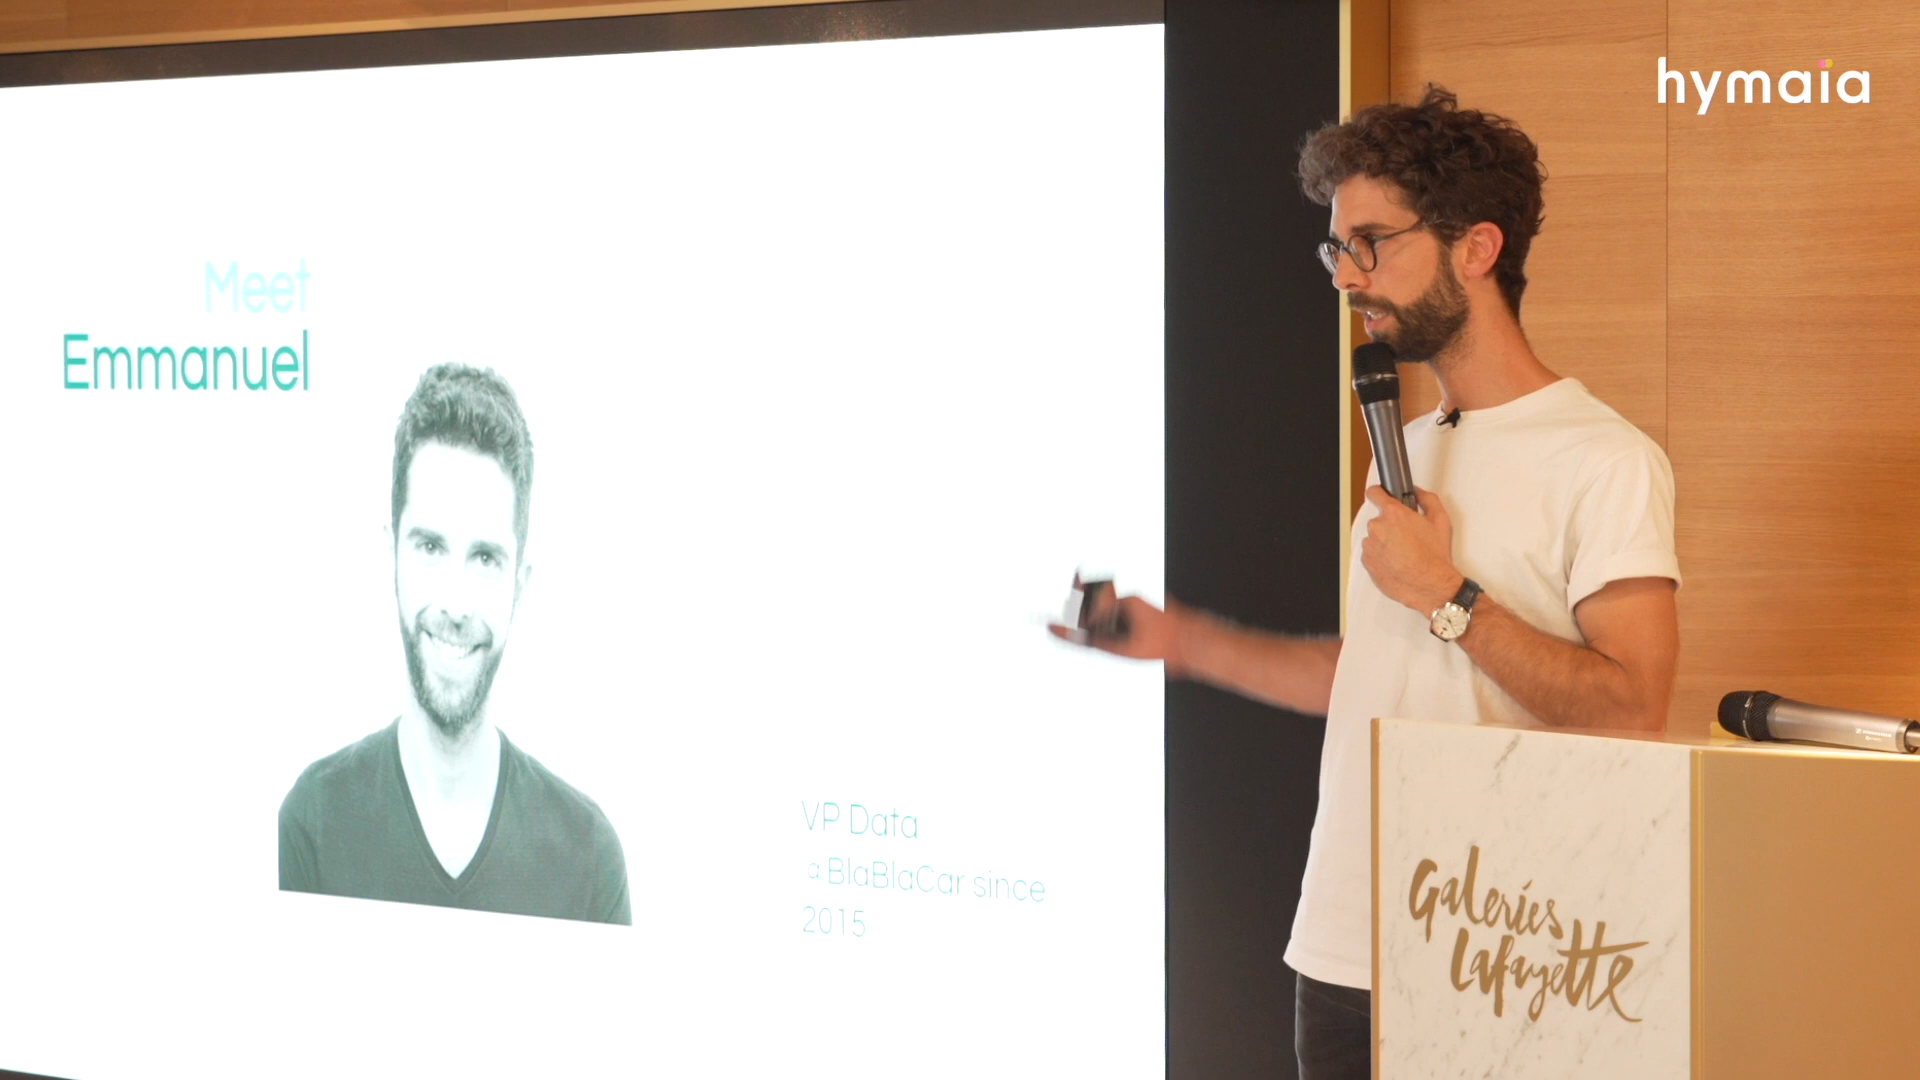 hymaia
Meet
Emmanuel
VP Data
a BlaBlaCar since
2015
Galeries
Lafayette